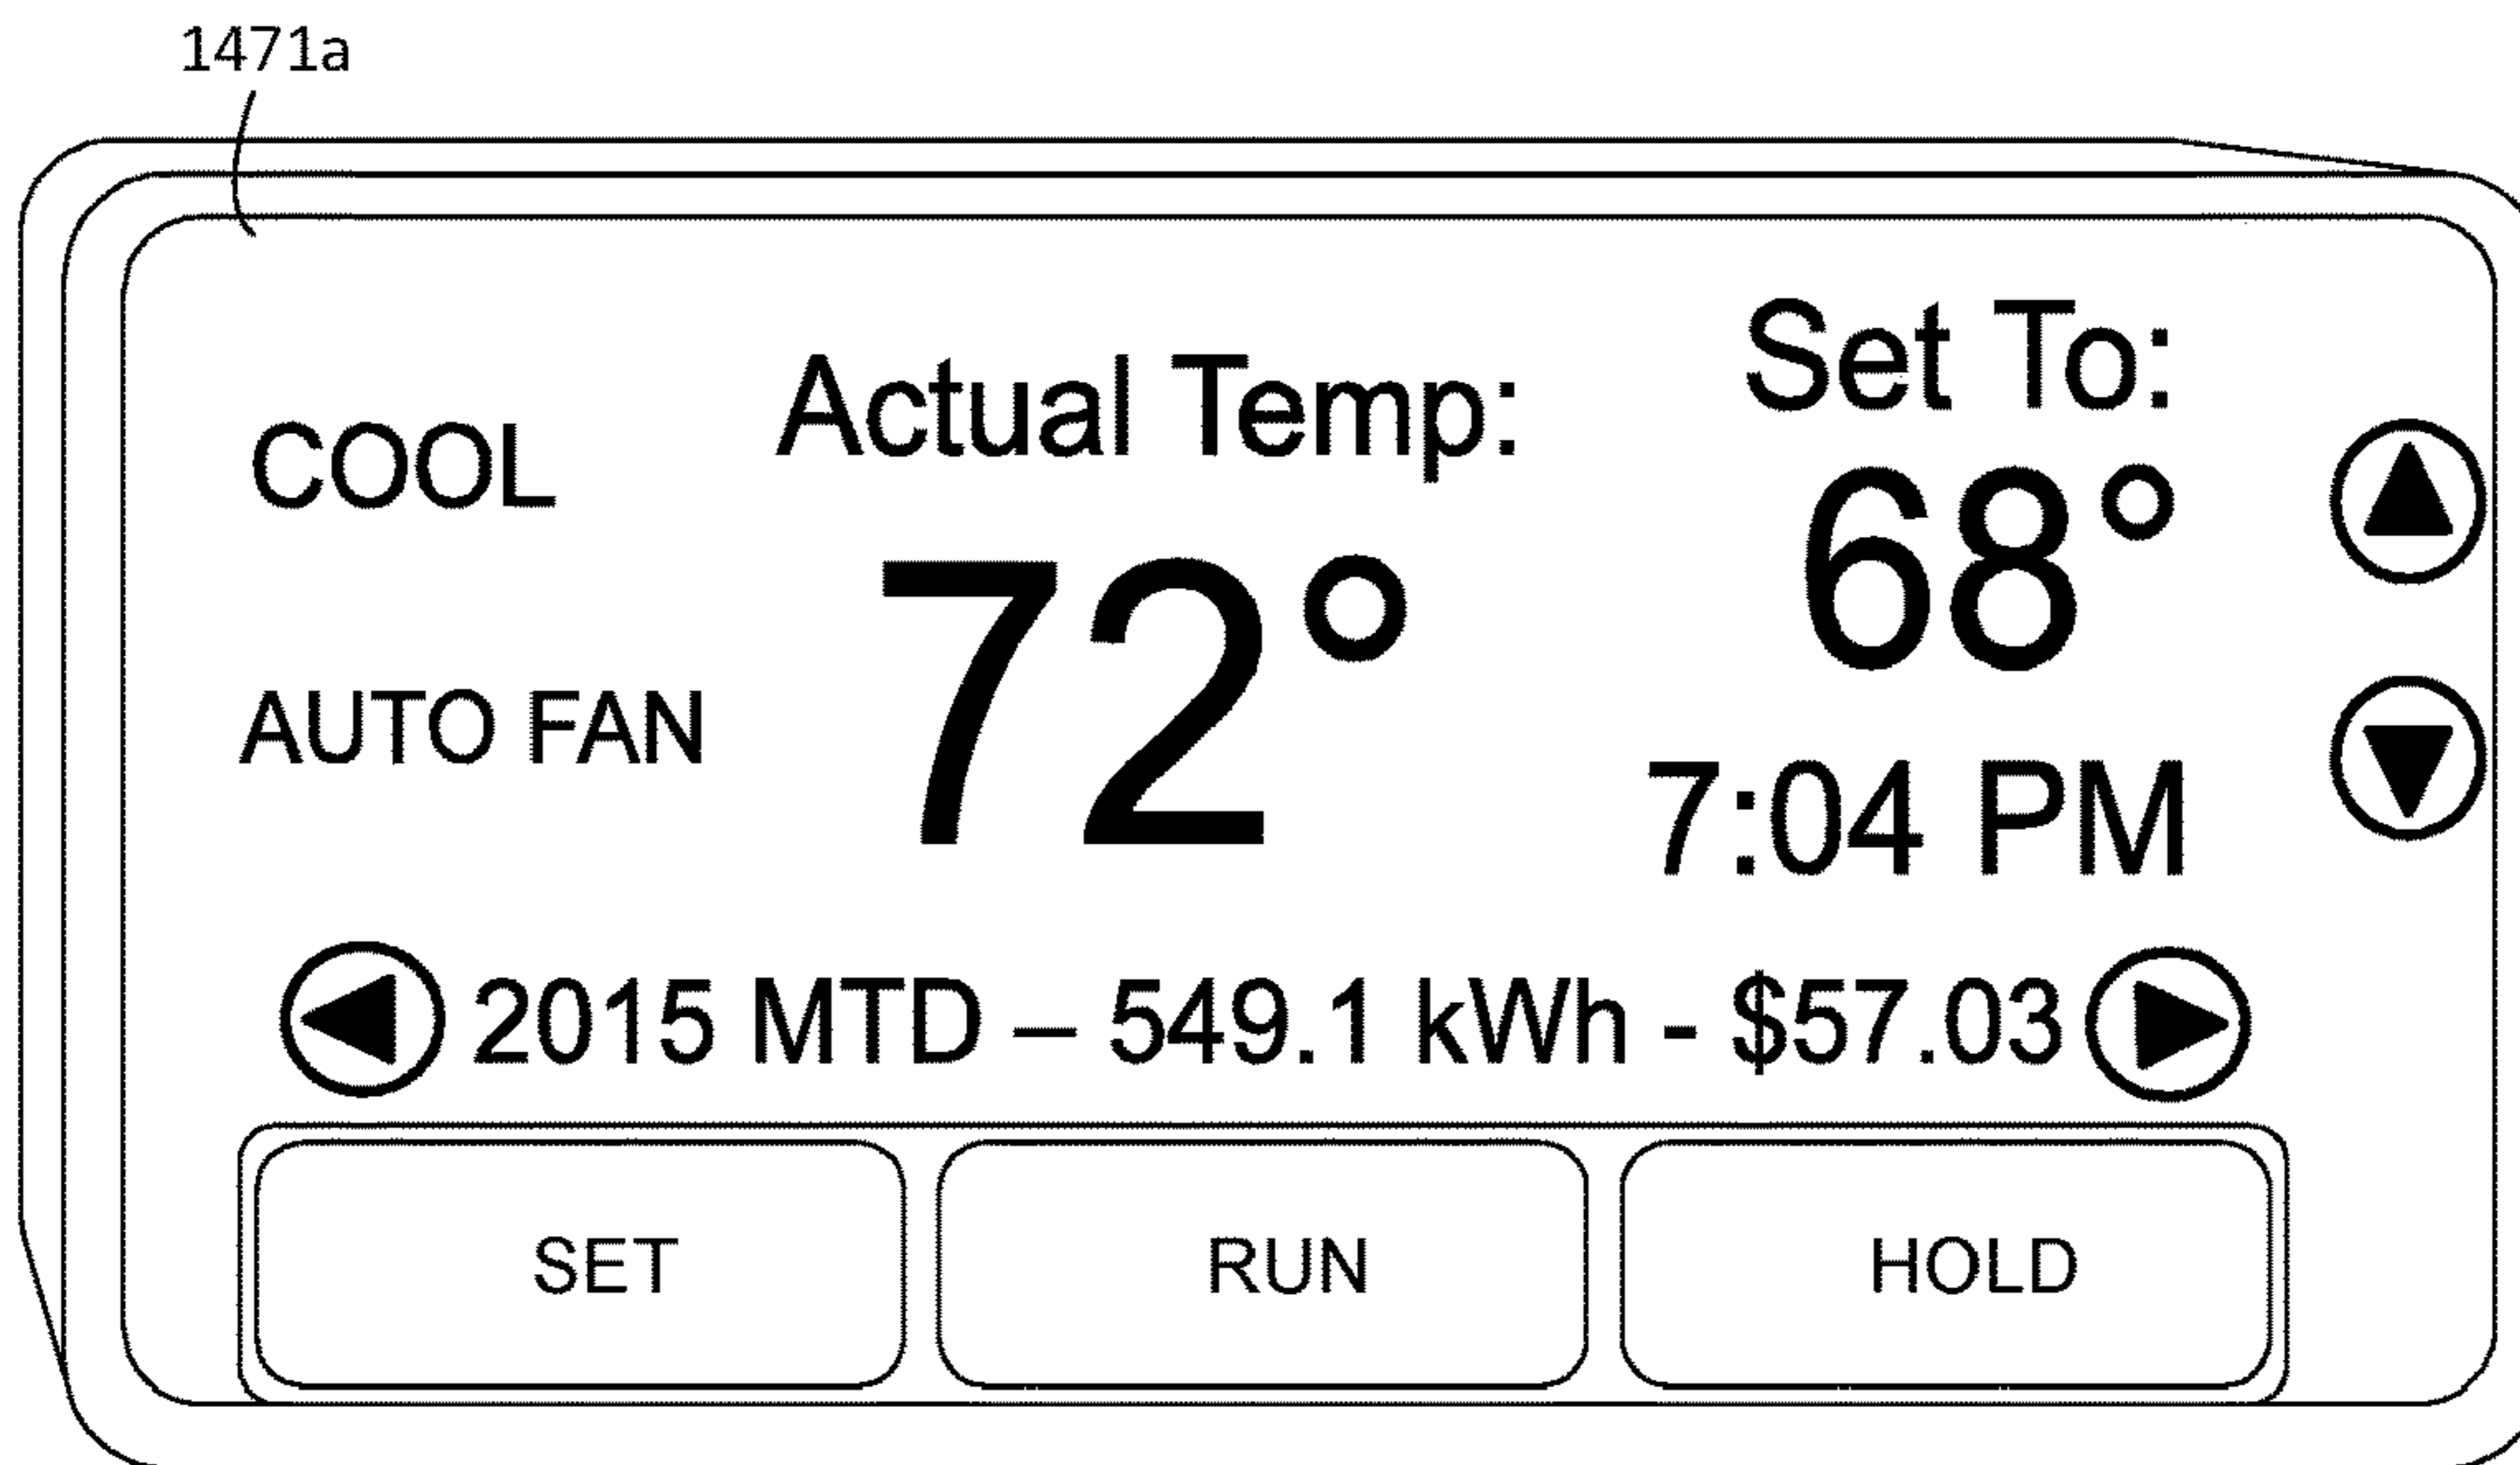 1471a
COOL
AUTO FAN
Actual Temp:
72°
Set To:
68°
7:04 PM
2015 MTD – 549.1 kWh - $57.03
SET
RUN
HOLD